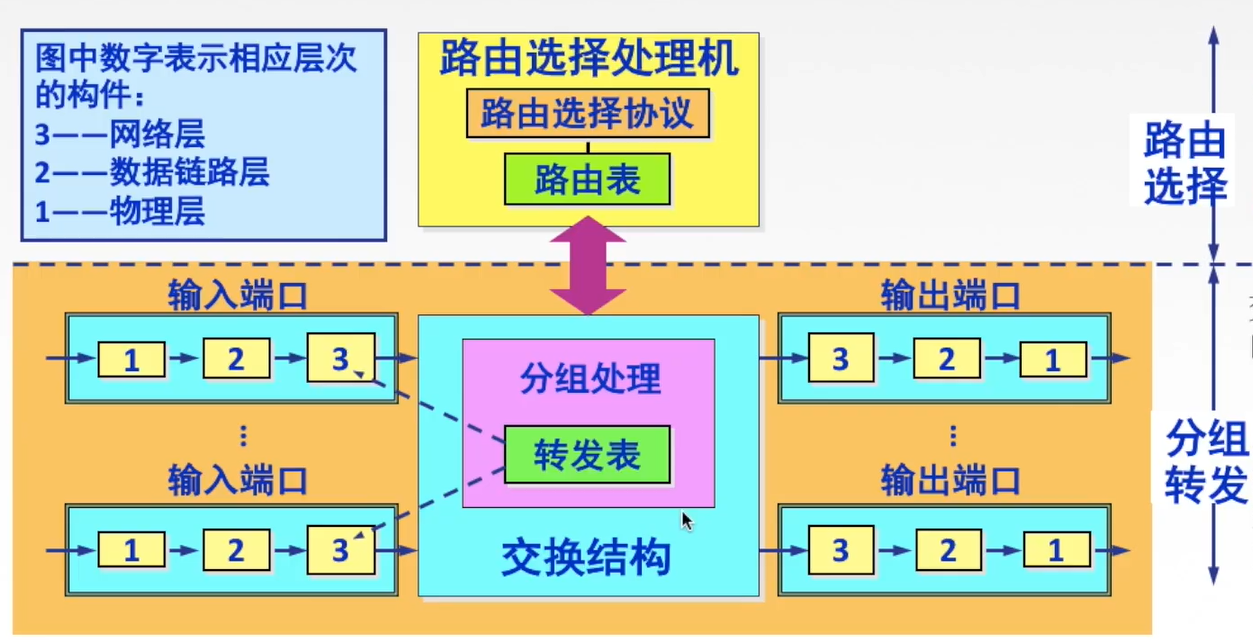 图中数字表示相应层次
的构件：
3——网络层
2——数据链路层
1——物理层
路由选择处理机
路由选择协议
路由表
路由
选择
输入端口
1
2
3
输入端口
1
2
3
分组处理
转发表
交换结构
输出端口
3
2
1
输出端口
3
2
1
分组
转发